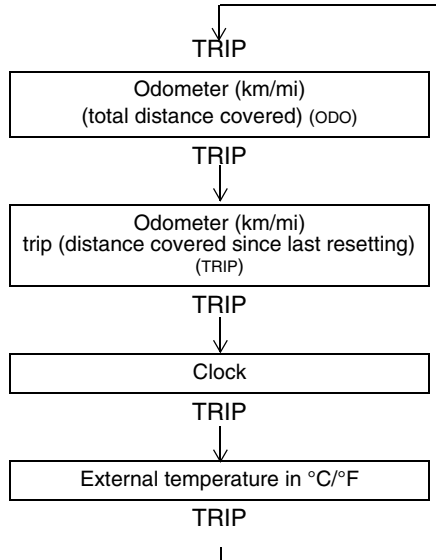 TRIP
Odometer (km/mi)
(total distance covered) (ODO)
TRIP
Odometer (km/mi)
trip (distance covered since last resetting)
(TRIP)
TRIP
Clock
TRIP
External temperature in °C/°F
TRIP